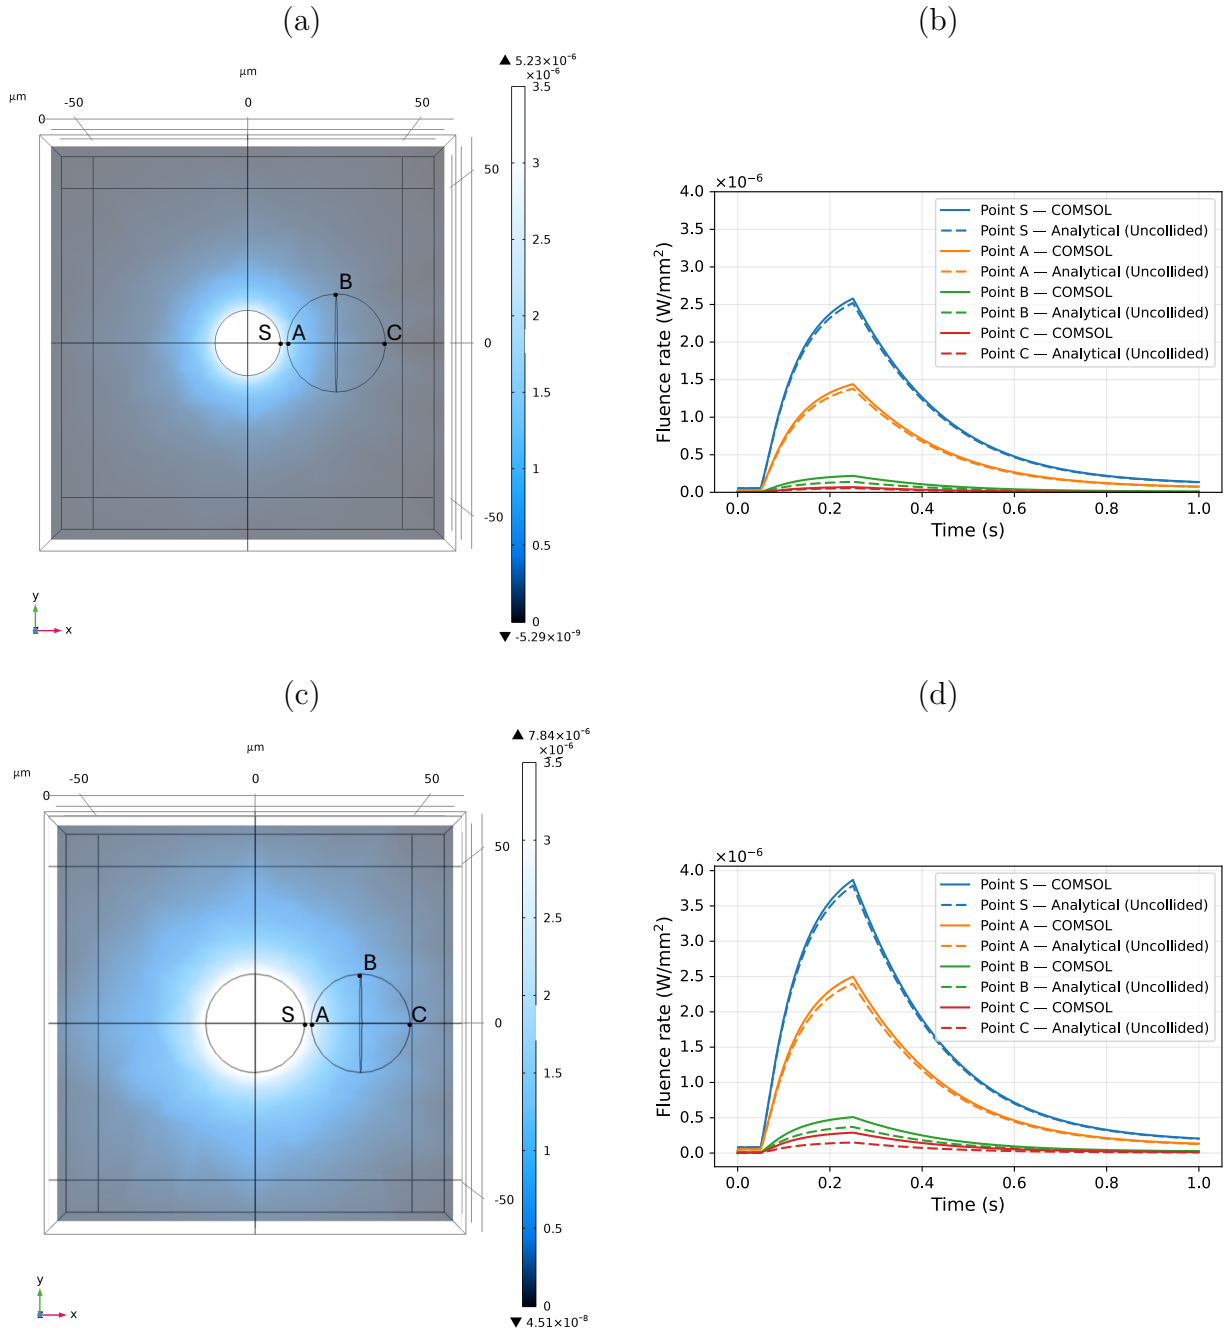 (a)
▲ 5.23×10⁻⁶
×10⁻⁶
µm
µm
-50
0
50
0
3.5
3
2.5
2
1.5
1
0.5
0
50
0
-50
B
S
A
C
y
x
▼ -5.29×10⁻⁹
(b)
×10⁻⁶
4.0
3.5
3.0
2.5
2.0
1.5
1.0
0.5
0.0
Fluence rate (W/mm²)
Point S — COMSOL
Point S — Analytical (Uncollided)
Point A — COMSOL
Point A — Analytical (Uncollided)
Point B — COMSOL
Point B — Analytical (Uncollided)
Point C — COMSOL
Point C — Analytical (Uncollided)
0.0
0.2
0.4
0.6
0.8
1.0
Time (s)
(c)
▲ 7.84×10⁻⁶
×10⁻⁶
µm
µm
-50
0
50
0
3.5
3
2.5
2
1.5
1
0.5
0
50
0
-50
B
S
A
C
y
x
▼ 4.51×10⁻⁸
(d)
×10⁻⁶
4.0
3.5
3.0
2.5
2.0
1.5
1.0
0.5
0.0
Fluence rate (W/mm²)
Point S — COMSOL
Point S — Analytical (Uncollided)
Point A — COMSOL
Point A — Analytical (Uncollided)
Point B — COMSOL
Point B — Analytical (Uncollided)
Point C — COMSOL
Point C — Analytical (Uncollided)
0.0
0.2
0.4
0.6
0.8
1.0
Time (s)